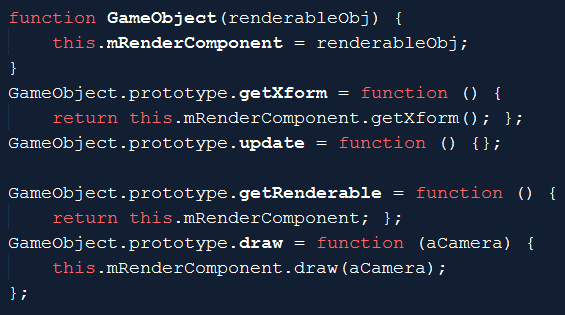 function GameObject(renderableObj) {
    this.mRenderComponent = renderableObj;
}
GameObject.prototype.getXform = function () {
    return this.mRenderComponent.getXform(); };
GameObject.prototype.update = function () {};

GameObject.prototype.getRenderable = function () {
    return this.mRenderComponent; };
GameObject.prototype.draw = function (aCamera) {
    this.mRenderComponent.draw(aCamera);
};